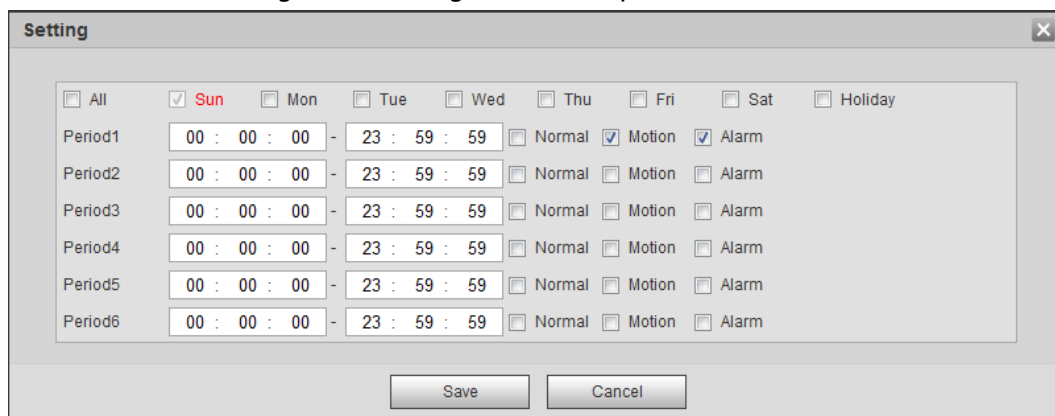 Setting
All Sun Mon Tue Wed Thu Fri Sat Holiday
Period1 00 : 00 : 00 - 23 : 59 : 59 Normal Motion Alarm
Period2 00 : 00 : 00 - 23 : 59 : 59 Normal Motion Alarm
Period3 00 : 00 : 00 - 23 : 59 : 59 Normal Motion Alarm
Period4 00 : 00 : 00 - 23 : 59 : 59 Normal Motion Alarm
Period5 00 : 00 : 00 - 23 : 59 : 59 Normal Motion Alarm
Period6 00 : 00 : 00 - 23 : 59 : 59 Normal Motion Alarm
Save Cancel